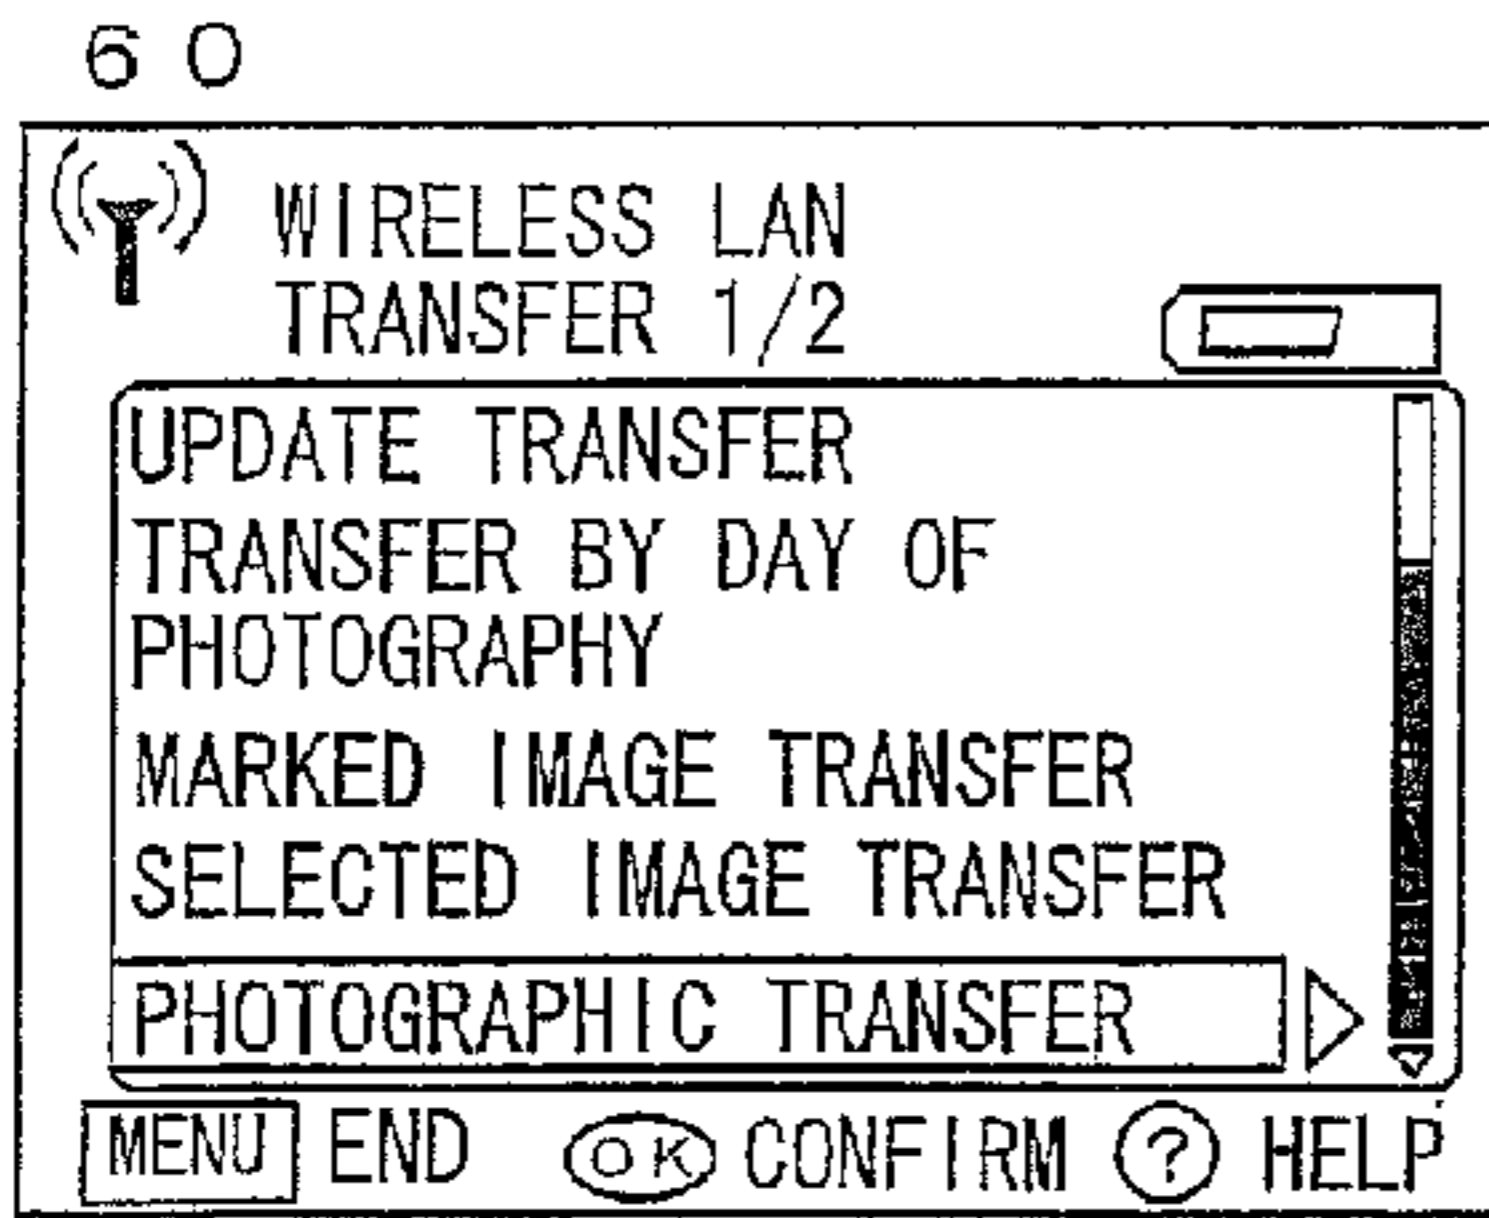 60
WIRELESS LAN
TRANSFER 1/2
UPDATE TRANSFER
TRANSFER BY DAY OF
PHOTOGRAPHY
MARKED IMAGE TRANSFER
SELECTED IMAGE TRANSFER
PHOTOGRAPHIC TRANSFER
MENU END OK CONFIRM ? HELP